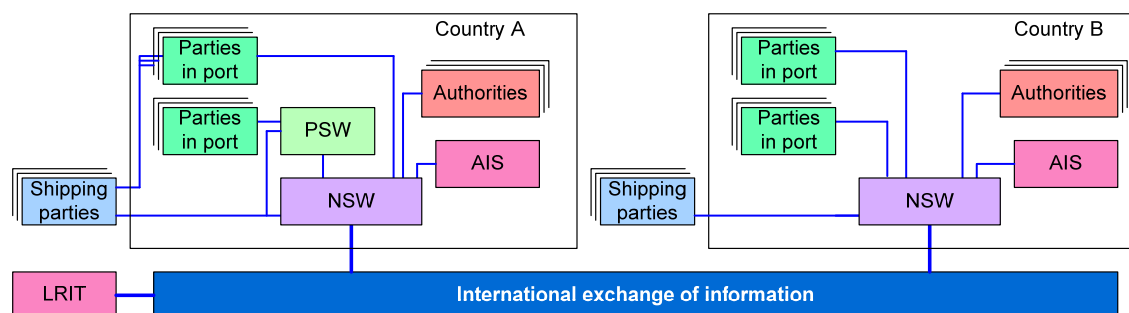 Country A
Parties
in port
Authorities
Parties
in port
PSW
AIS
Shipping
parties
NSW
Country B
Parties
in port
Authorities
Parties
in port
AIS
Shipping
parties
NSW
LRIT
International exchange of information